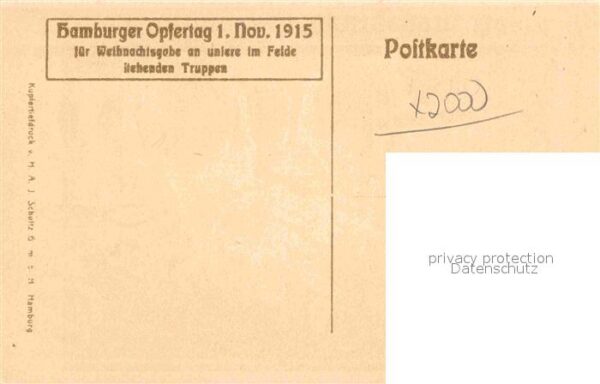 Hamburger Opfertag 1. Nov. 1915
für Weihnachtsgabe an unsere im Felde
stehenden Truppen
Postkarte
x2000
Kupfertiefdruck v. M. A. J. Schultz G. m. b. H. Hamburg
privacy protection
Datenschutz